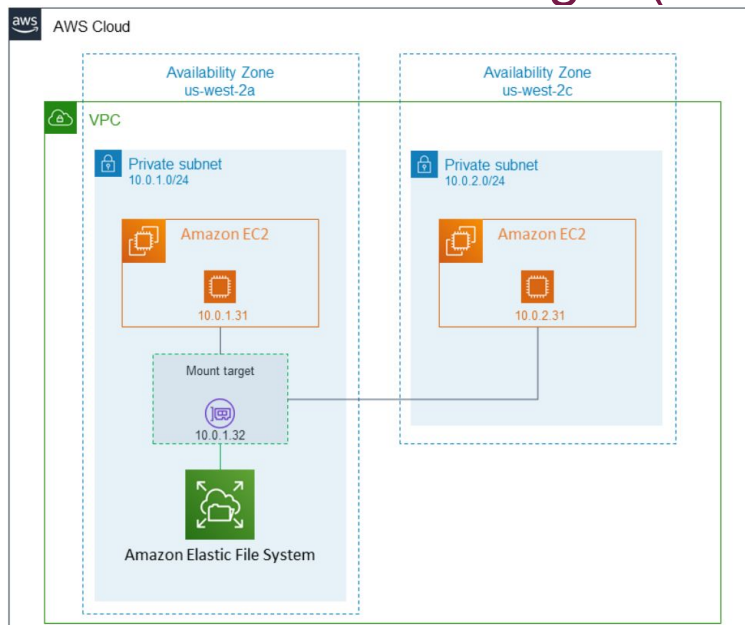 aws
AWS Cloud
Availability Zone
us-west-2a
Availability Zone
us-west-2c
VPC
Private subnet
10.0.1.0/24
Private subnet
10.0.2.0/24
Amazon EC2
Amazon EC2
10.0.1.31
10.0.2.31
Mount target
10.0.1.32
Amazon Elastic File System